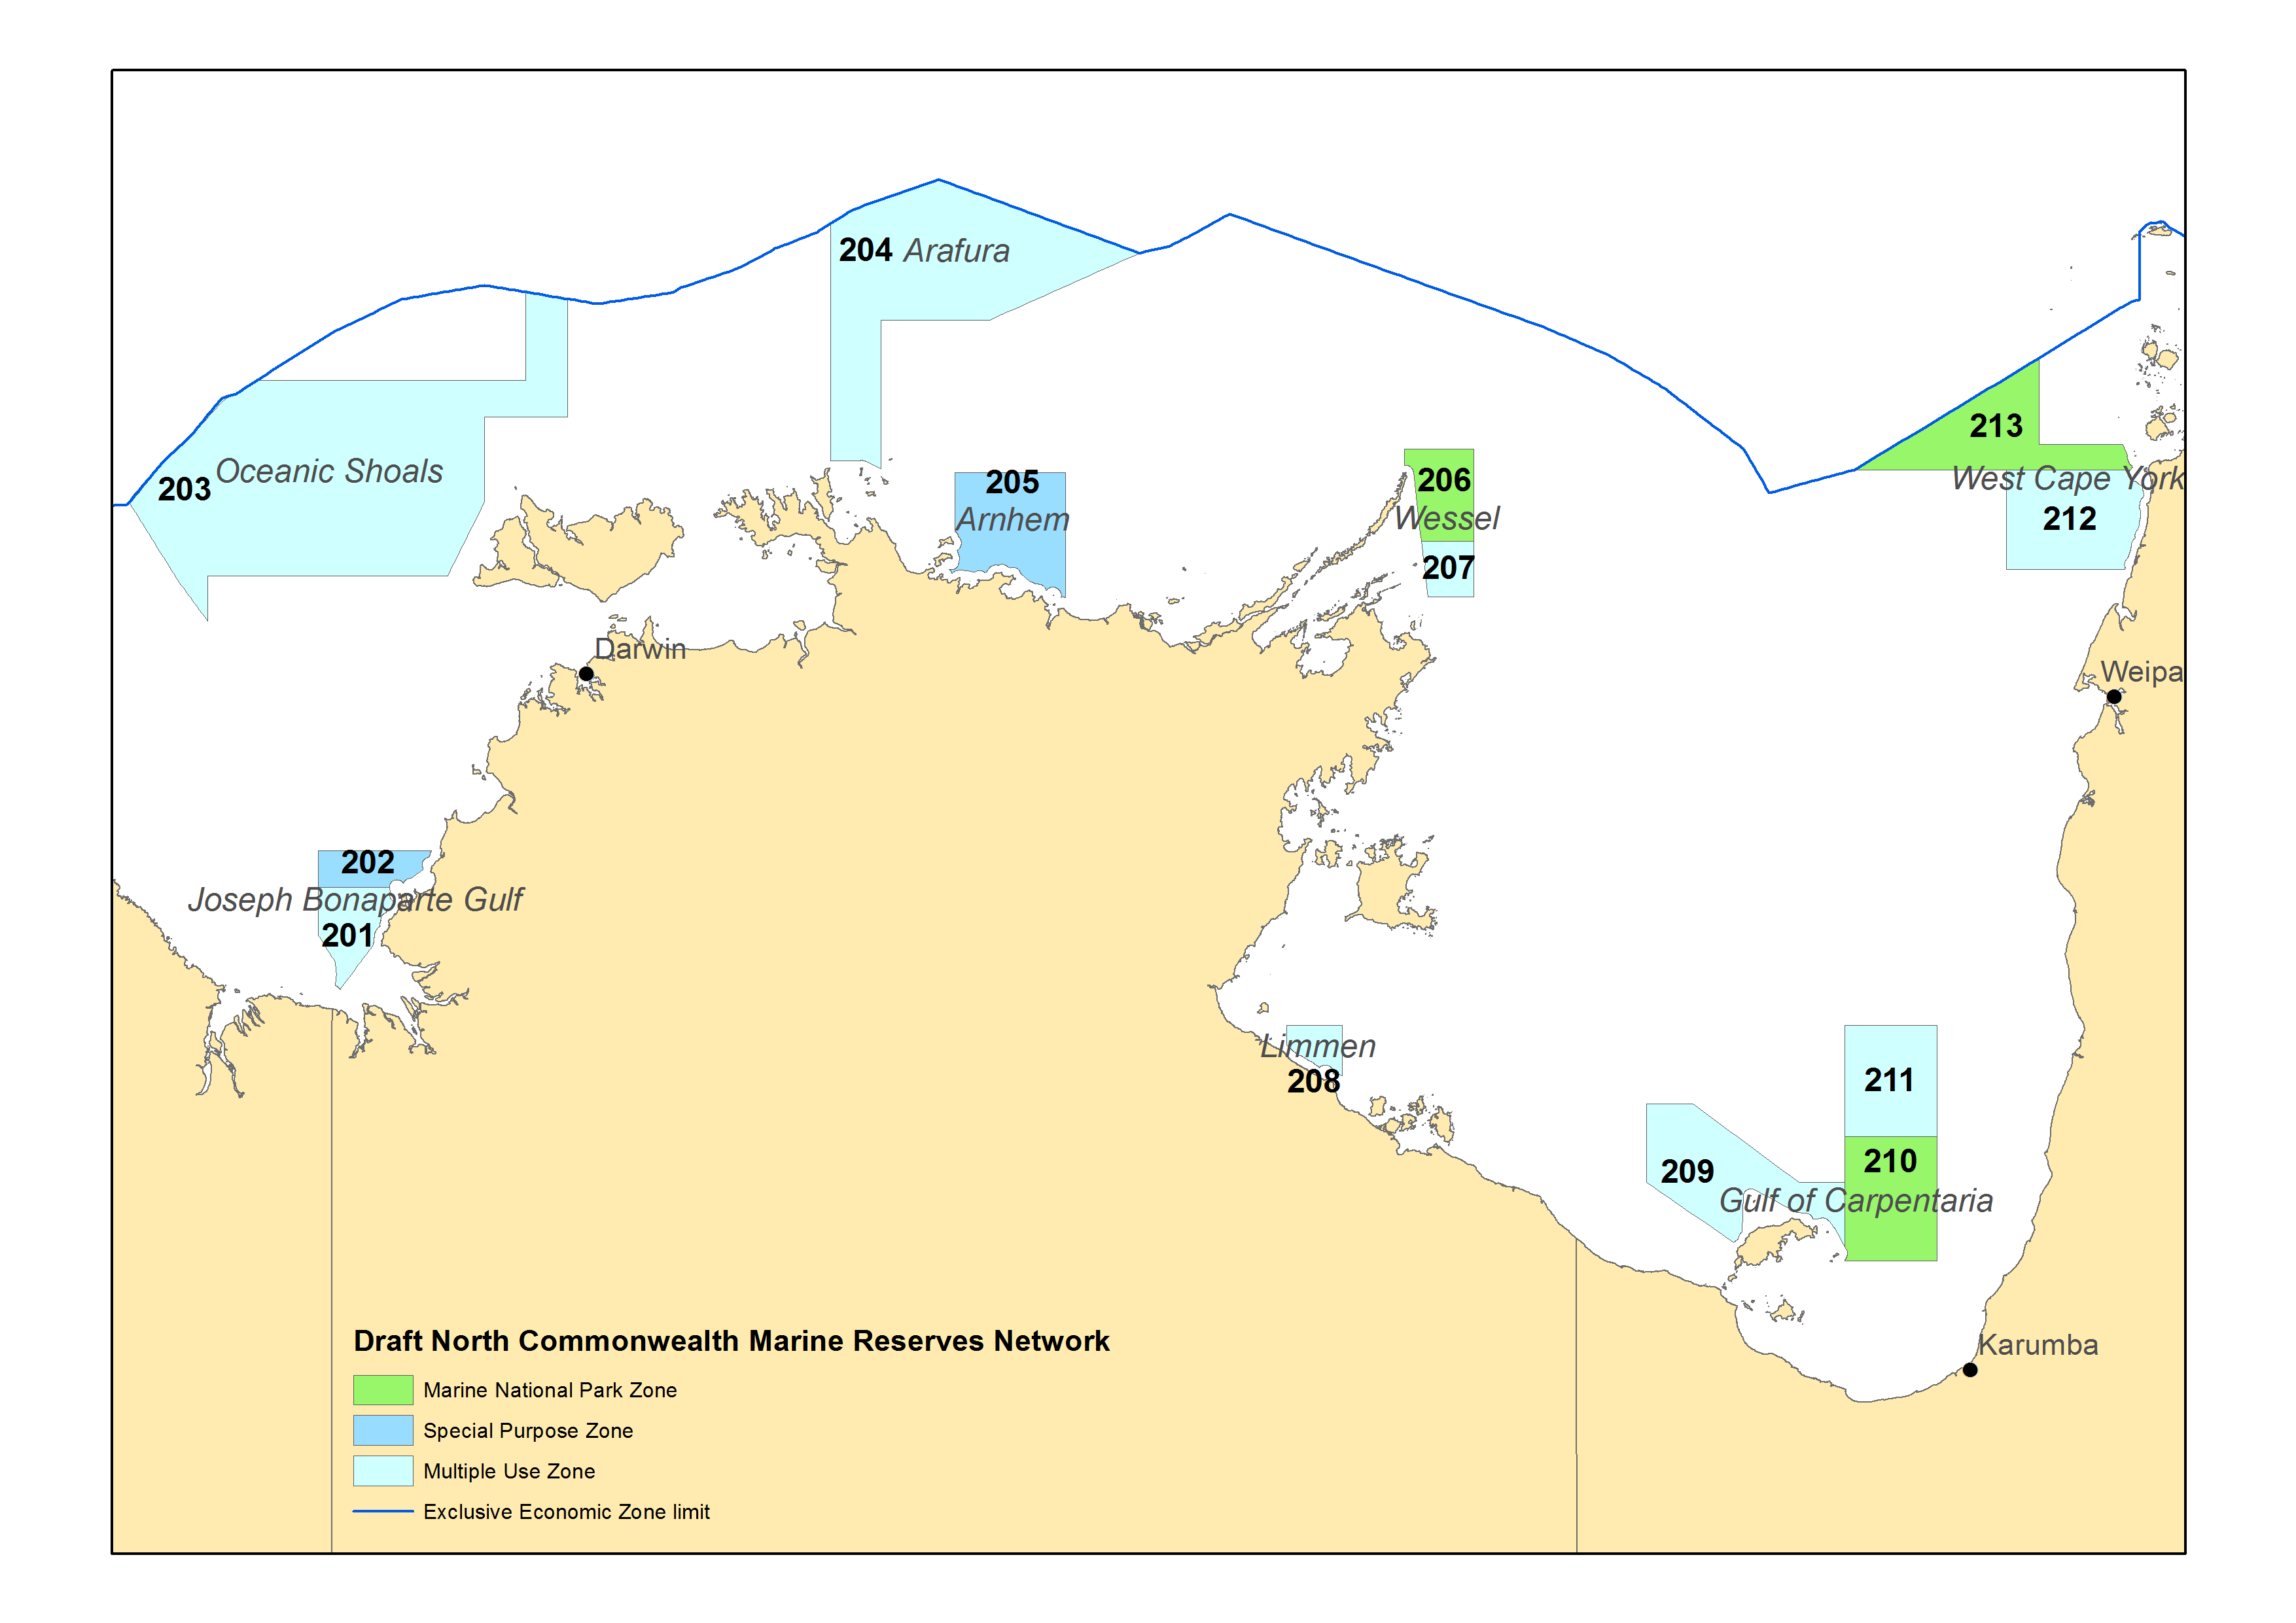 204 Arafura
213
203 Oceanic Shoals
205
Arnhem
206
Wessel
207
West Cape York
212
Darwin
Weipa
202
Joseph Bonaparte Gulf
201
Limmen
208
211
210
209
Gulf of Carpentaria
Karumba
Draft North Commonwealth Marine Reserves Network
Marine National Park Zone
Special Purpose Zone
Multiple Use Zone
Exclusive Economic Zone limit